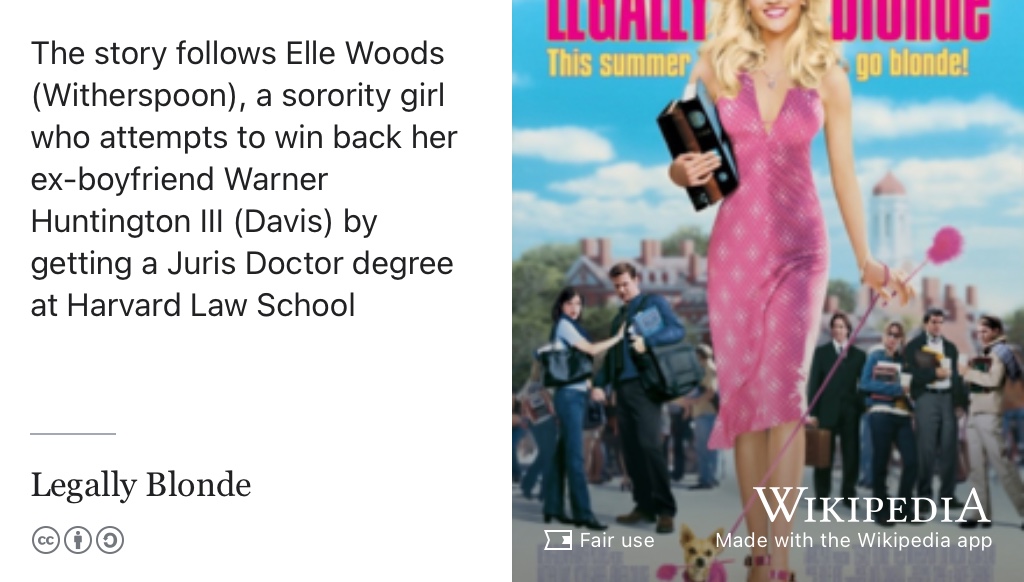 The story follows Elle Woods
(Witherspoon), a sorority girl
who attempts to win back her
ex-boyfriend Warner
Huntington III (Davis) by
getting a Juris Doctor degree
at Harvard Law School
Legally Blonde
cc
LEGALLY blonde
This summer go blonde!
WIKIPEDIA
Fair use
Made with the Wikipedia app